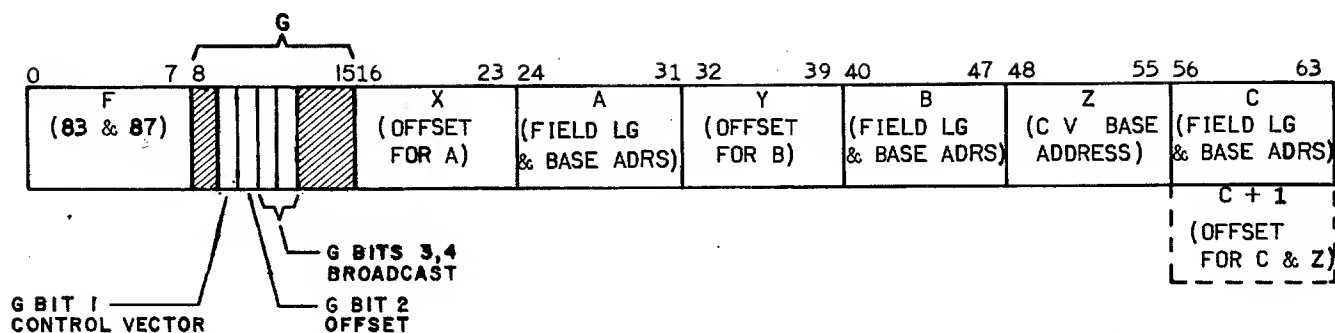 G
0 7 8 15 16 23 24 31 32 39 40 47 48 55 56 63
F
(83 & 87)
X
(OFFSET
FOR A)
A
(FIELD LG
& BASE ADRS)
Y
(OFFSET
FOR B)
B
(FIELD LG
& BASE ADRS)
Z
(C V BASE
ADDRESS)
C
(FIELD LG
& BASE ADRS)
C + 1
(OFFSET
FOR C & Z)
G BITS 3,4
BROADCAST
G BIT 1
CONTROL VECTOR
G BIT 2
OFFSET